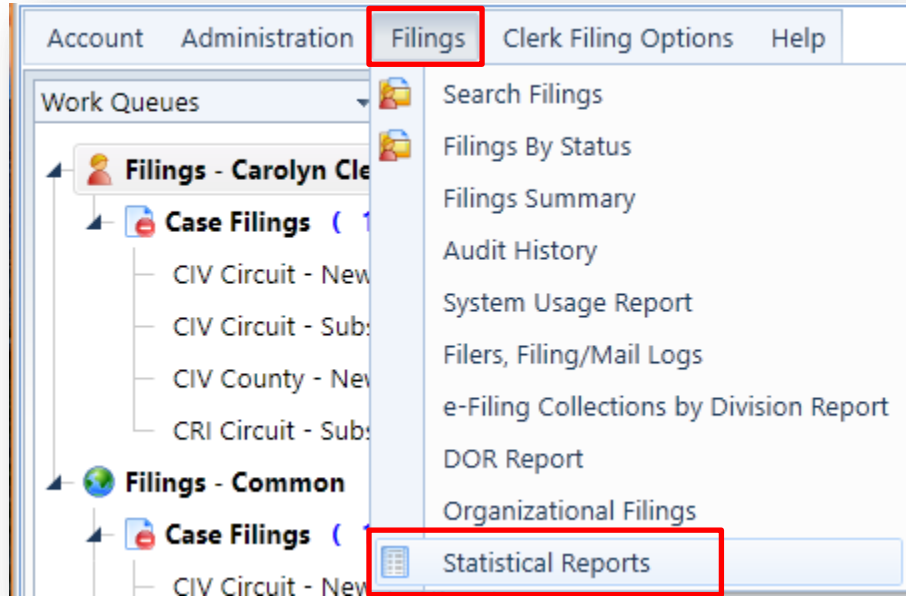 Account Administration Filings Clerk Filing Options Help
Work Queues
Filings - Carolyn Cle
Case Filings (
CIV Circuit - New
CIV Circuit - Subs
CIV County - New
CRI Circuit - Subs
Filings - Common
Case Filings (
CIV Circuit - New
Search Filings
Filings By Status
Filings Summary
Audit History
System Usage Report
Filers, Filing/Mail Logs
e-Filing Collections by Division Report
DOR Report
Organizational Filings
Statistical Reports